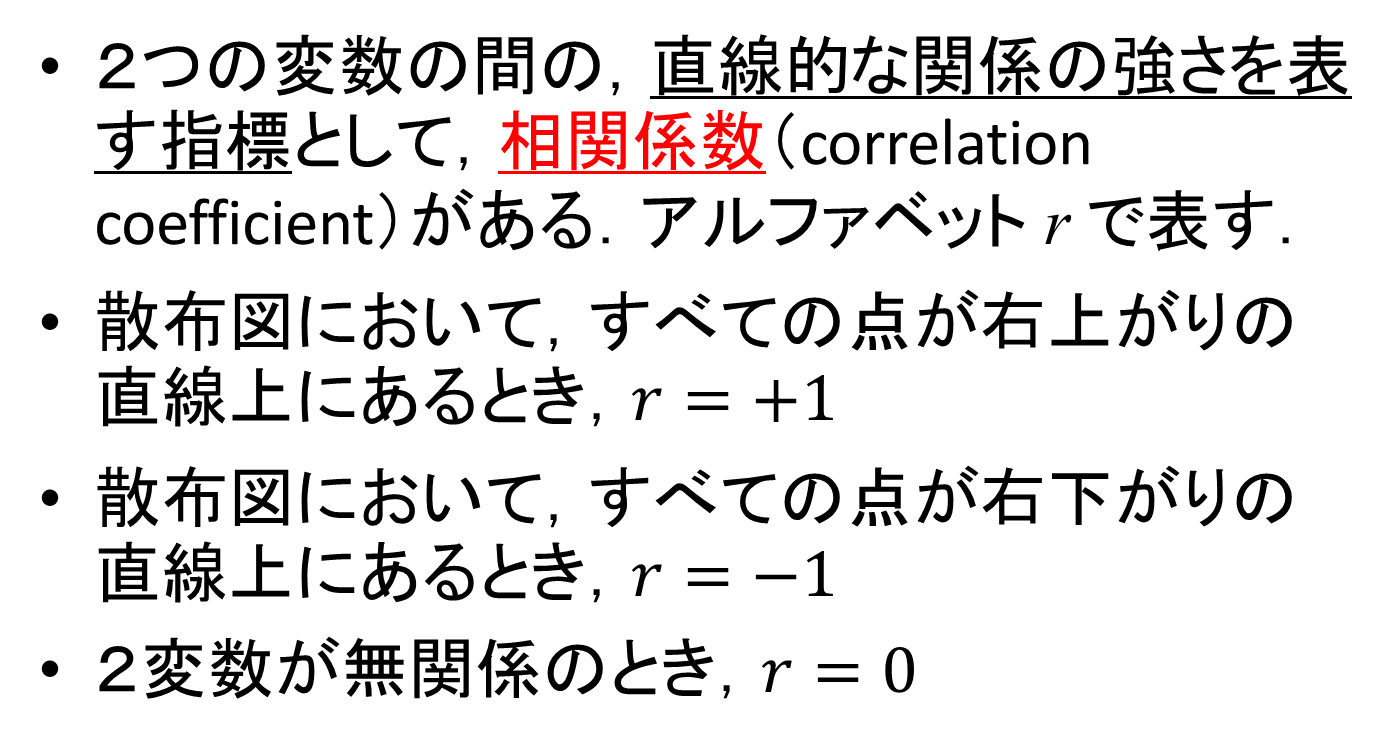 • ２つの変数の間の，直線的な関係の強さを表
す指標として，相関係数（correlation
coefficient）がある．アルファベット r で表す．
• 散布図において，すべての点が右上がりの
直線上にあるとき，r = +1
• 散布図において，すべての点が右下がりの
直線上にあるとき，r = −1
• ２変数が無関係のとき，r = 0